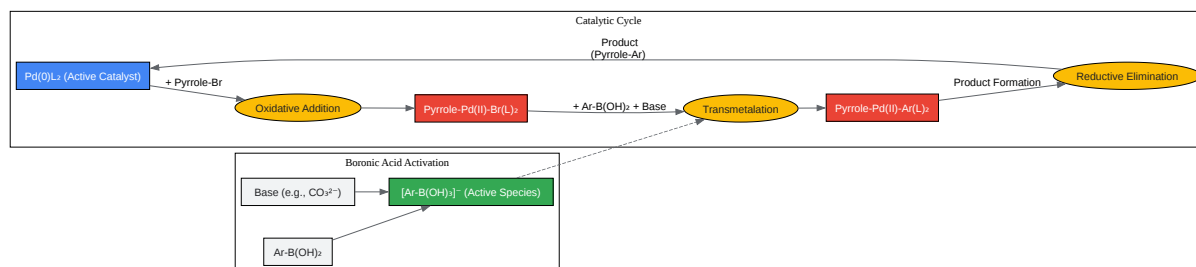 Catalytic Cycle
Product
(Pyrrole-Ar)
Pd(0)L₂ (Active Catalyst)
+ Pyrrole-Br
Oxidative Addition
Pyrrole-Pd(II)-Br(L)₂
+ Ar-B(OH)₂ + Base
Transmetalation
Pyrrole-Pd(II)-Ar(L)₂
Product Formation
Reductive Elimination
Boronic Acid Activation
Base (e.g., CO₃²⁻)
[Ar-B(OH)₃]⁻ (Active Species)
Ar-B(OH)₂